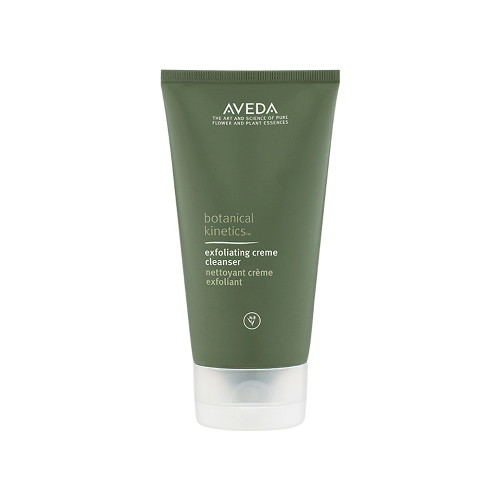 AVEDA
THE ART AND SCIENCE OF PURE
FLOWER AND PLANT ESSENCES
botanical
kinetics™
exfoliating creme
cleanser
nettoyant crème
exfoliant